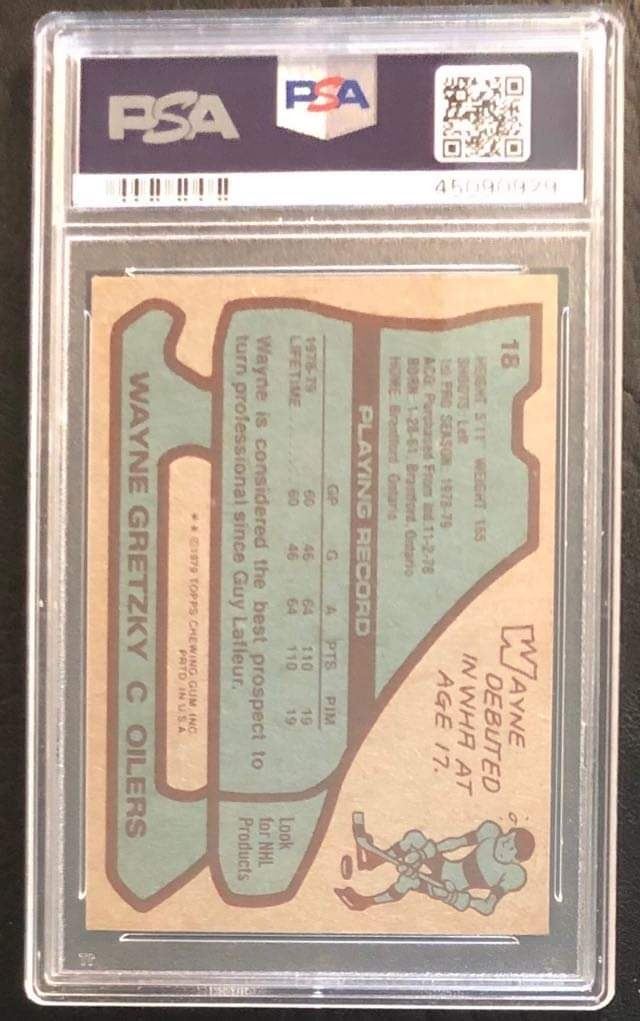 PSA
PSA
45090929
18
HEIGHT 5'11" WEIGHT 165
SHOOTS Left
1st PRO SEASON 1978-79
ACQ: Purchased From Ind 11-2-78
BORN: 1-26-61, Brantford, Ontario
HOME: Brantford, Ontario
WAYNE
DEBUTED
IN WHA AT
AGE 17.
PLAYING RECORD
GP G A PTS PIM
1978-79 60 46 64 110 19
LIFETIME ..... 60 46 64 110 19
Wayne is considered the best prospect to
turn professional since Guy Lafleur.
Look
for NHL
Products
** ©1979 TOPPS CHEWING GUM, INC.
PRTD. IN U.S.A.
WAYNE GRETZKY C OILERS